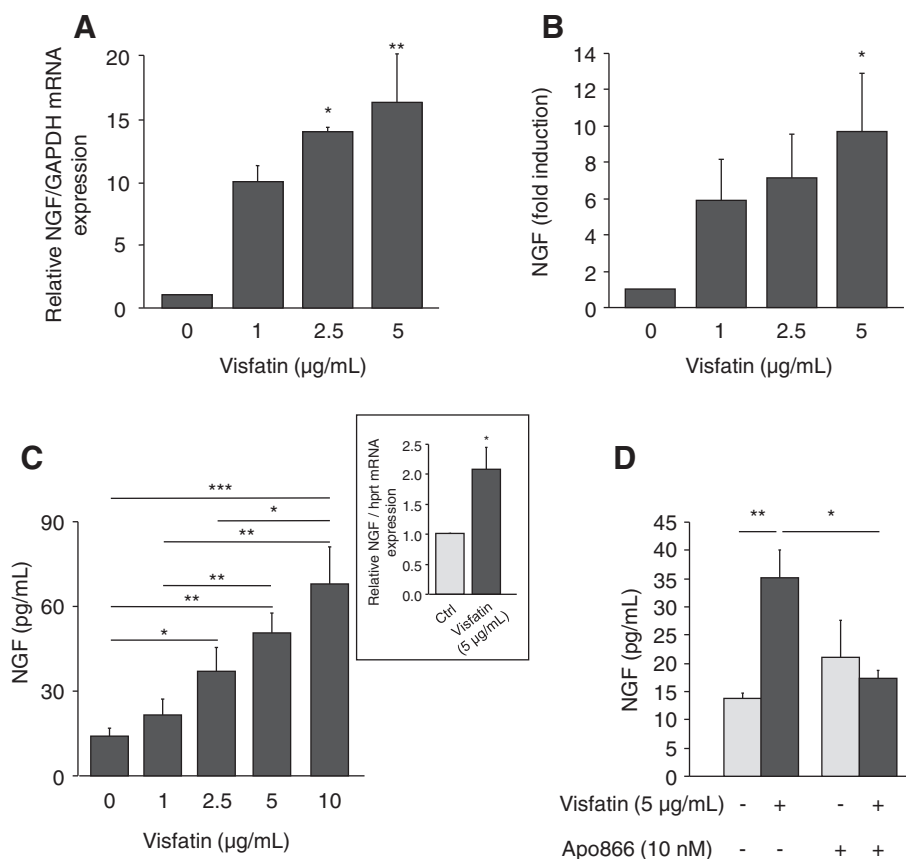 A
Relative NGF/GAPDH mRNA
expression
20
15
10
5
0
*
**
0 1 2.5 5
Visfatin (µg/mL)
B
NGF (fold induction)
14
12
10
8
6
4
2
0
*
0 1 2.5 5
Visfatin (µg/mL)
C
NGF (pg/mL)
90
60
30
0
***
*
**
**
**
*
0 1 2.5 5 10
Visfatin (µg/mL)
Relative NGF / hprt mRNA
expression
2.5
2.0
1.5
1.0
0.5
0.0
*
Ctrl
Visfatin
(5 µg/mL)
D
NGF (pg/mL)
45
40
35
30
25
20
15
10
5
0
** *
Visfatin (5 µg/mL) - + - +
Apo866 (10 nM) - - + +